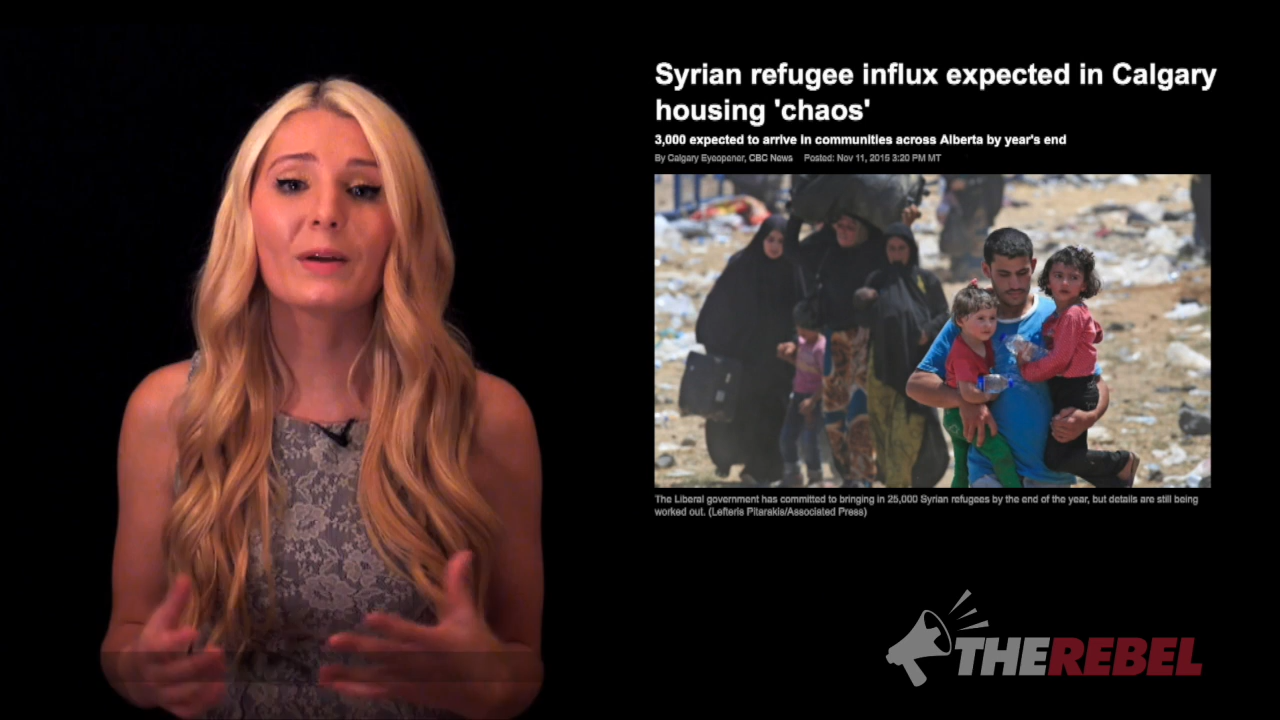 Syrian refugee influx expected in Calgary
housing 'chaos'
3,000 expected to arrive in communities across Alberta by year's end
By Calgary Eyeopener, CBC News Posted: Nov 11, 2015 3:20 PM MT
The Liberal government has committed to bringing in 25,000 Syrian refugees by the end of the year, but details are still being
worked out. (Lefteris Pitarakis/Associated Press)
THEREBEL